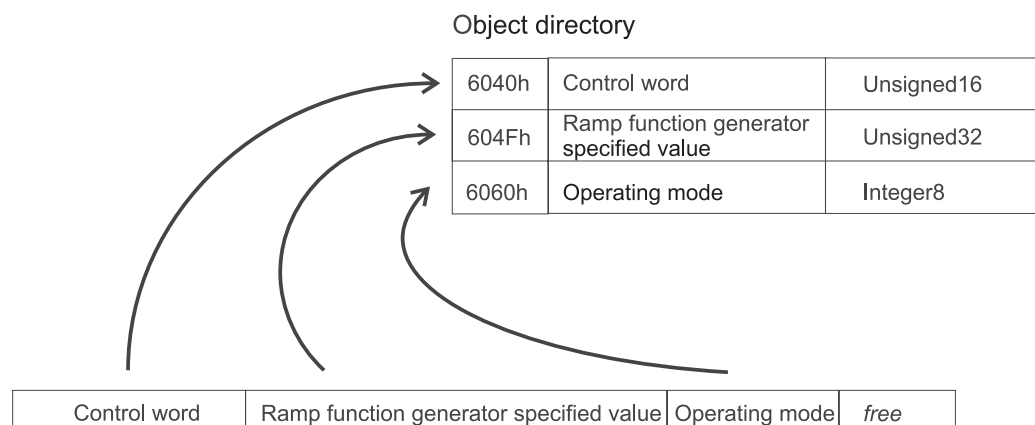 Object directory
6040h Control word Unsigned16
604Fh Ramp function generator specified value Unsigned32
6060h Operating mode Integer8
Control word Ramp function generator specified value Operating mode free